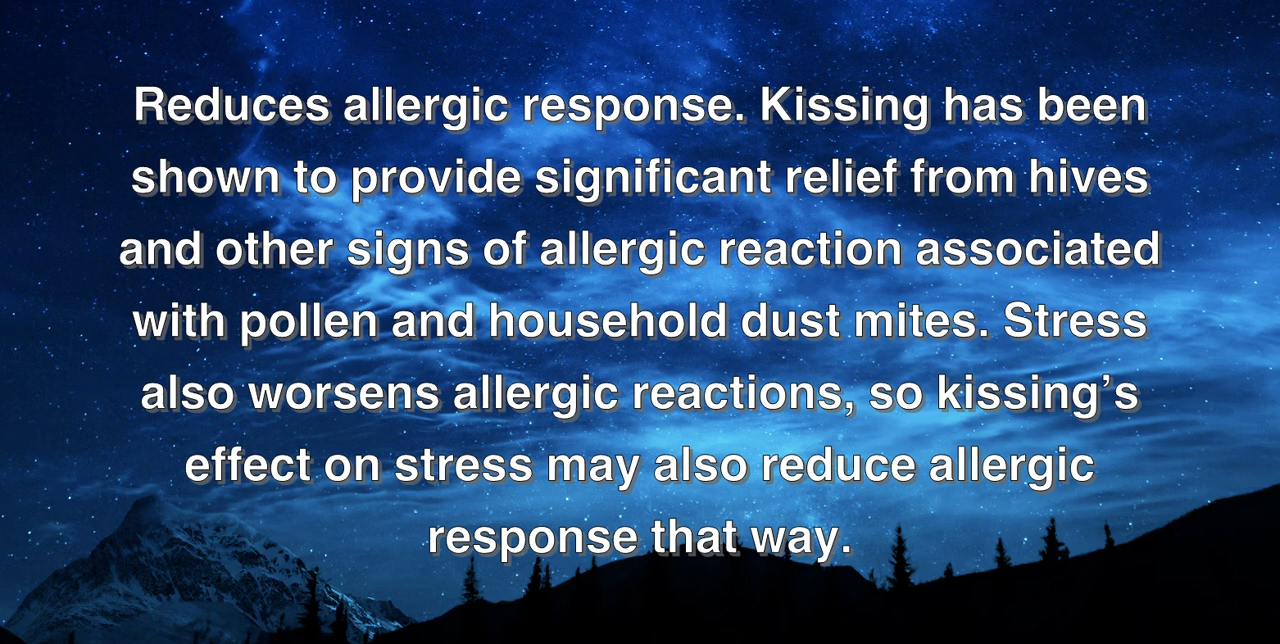 Reduces allergic response. Kissing has been
shown to provide significant relief from hives
and other signs of allergic reaction associated
with pollen and household dust mites. Stress
also worsens allergic reactions, so kissing’s
effect on stress may also reduce allergic
response that way.